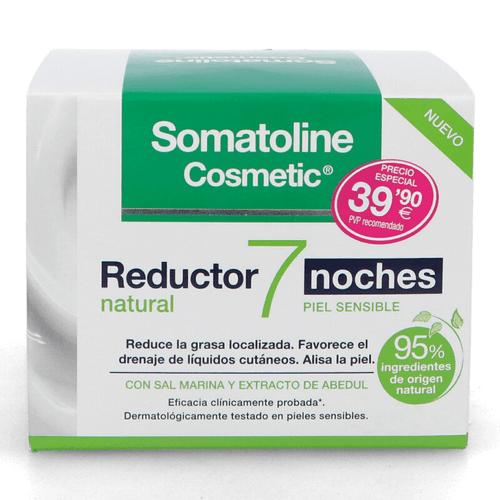 Somatoline
Cosmetic
Somatoline
Cosmetic®
NUEVO
PRECIO
ESPECIAL
39'90
€
PVP recomendado
Reductor 7 noches
natural
PIEL SENSIBLE
Reduce la grasa localizada. Favorece el
drenaje de líquidos cutáneos. Alisa la piel.
CON SAL MARINA Y EXTRACTO DE ABEDUL
Eficacia clínicamente probada*.
Dermatológicamente testado en pieles sensibles.
95%
ingredientes
de origen
natural